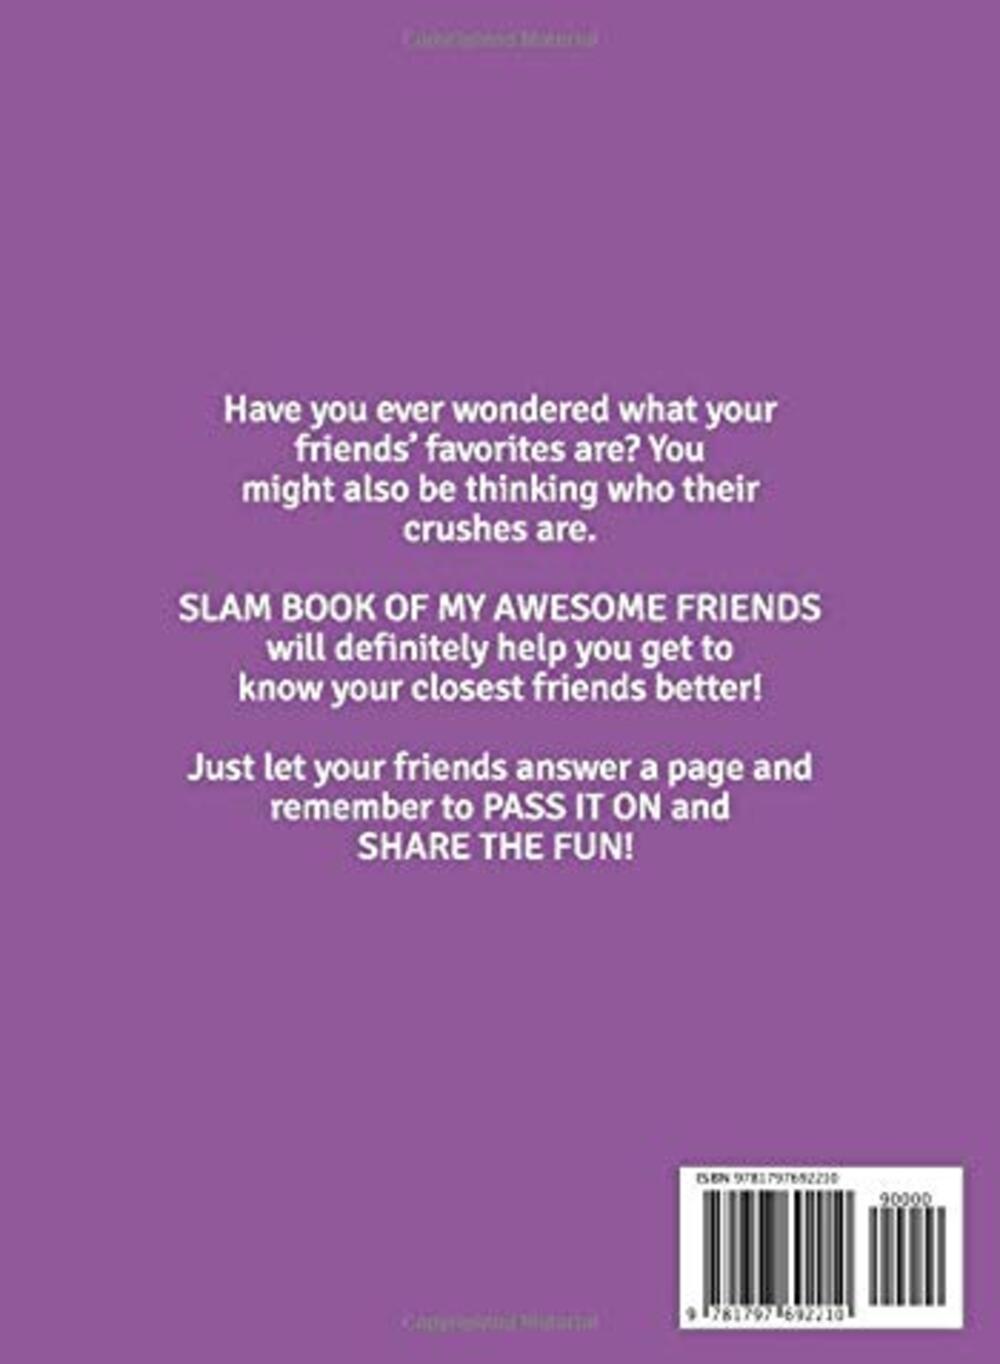 Copyrighted Material
Have you ever wondered what your
friends’ favorites are? You
might also be thinking who their
crushes are.
SLAM BOOK OF MY AWESOME FRIENDS
will definitely help you get to
know your closest friends better!
Just let your friends answer a page and
remember to PASS IT ON and
SHARE THE FUN!
ISBN 9781797692210
90000
9 781797 692210
Copyrighted Material